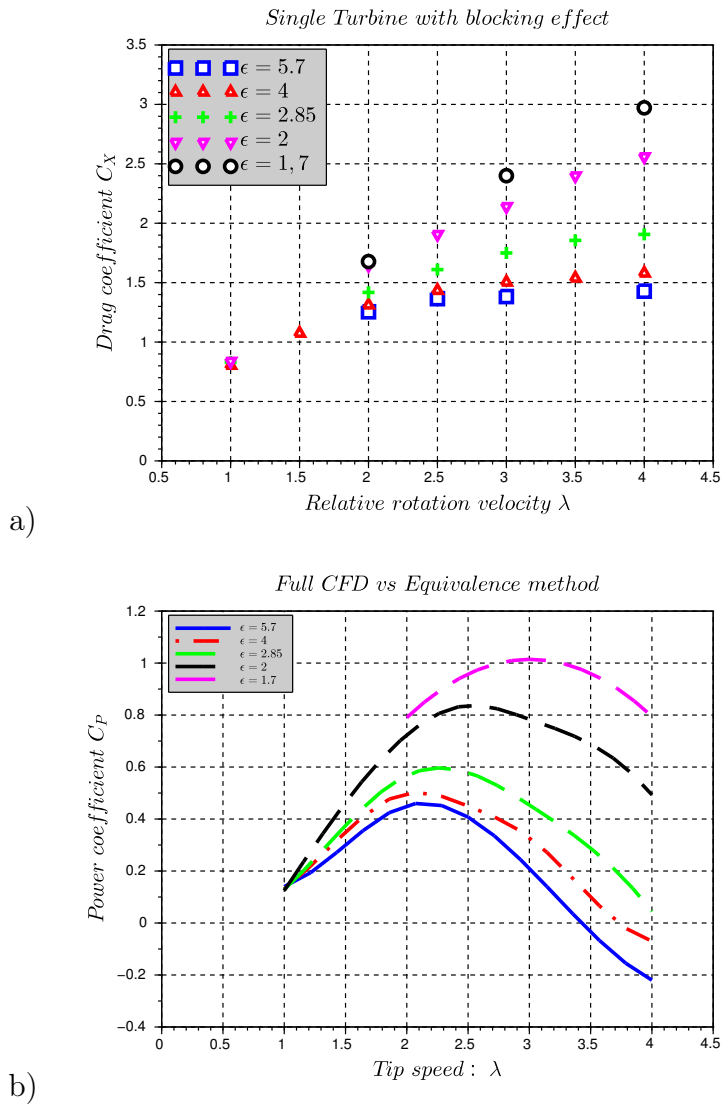 Single Turbine with blocking effect
3.5
3
2.5
2
1.5
1
0.5
0
Drag coefficient C_X
ϵ = 5.7
ϵ = 4
ϵ = 2.85
ϵ = 2
ϵ = 1,7
0.5 1 1.5 2 2.5 3 3.5 4 4.5
Relative rotation velocity λ
a)
Full CFD vs Equivalence method
1.2
1
0.8
0.6
0.4
0.2
0
−0.2
−0.4
Power coefficient C_P
ϵ = 5.7
ϵ = 4
ϵ = 2.85
ϵ = 2
ϵ = 1.7
0 0.5 1 1.5 2 2.5 3 3.5 4 4.5
Tip speed : λ
b)